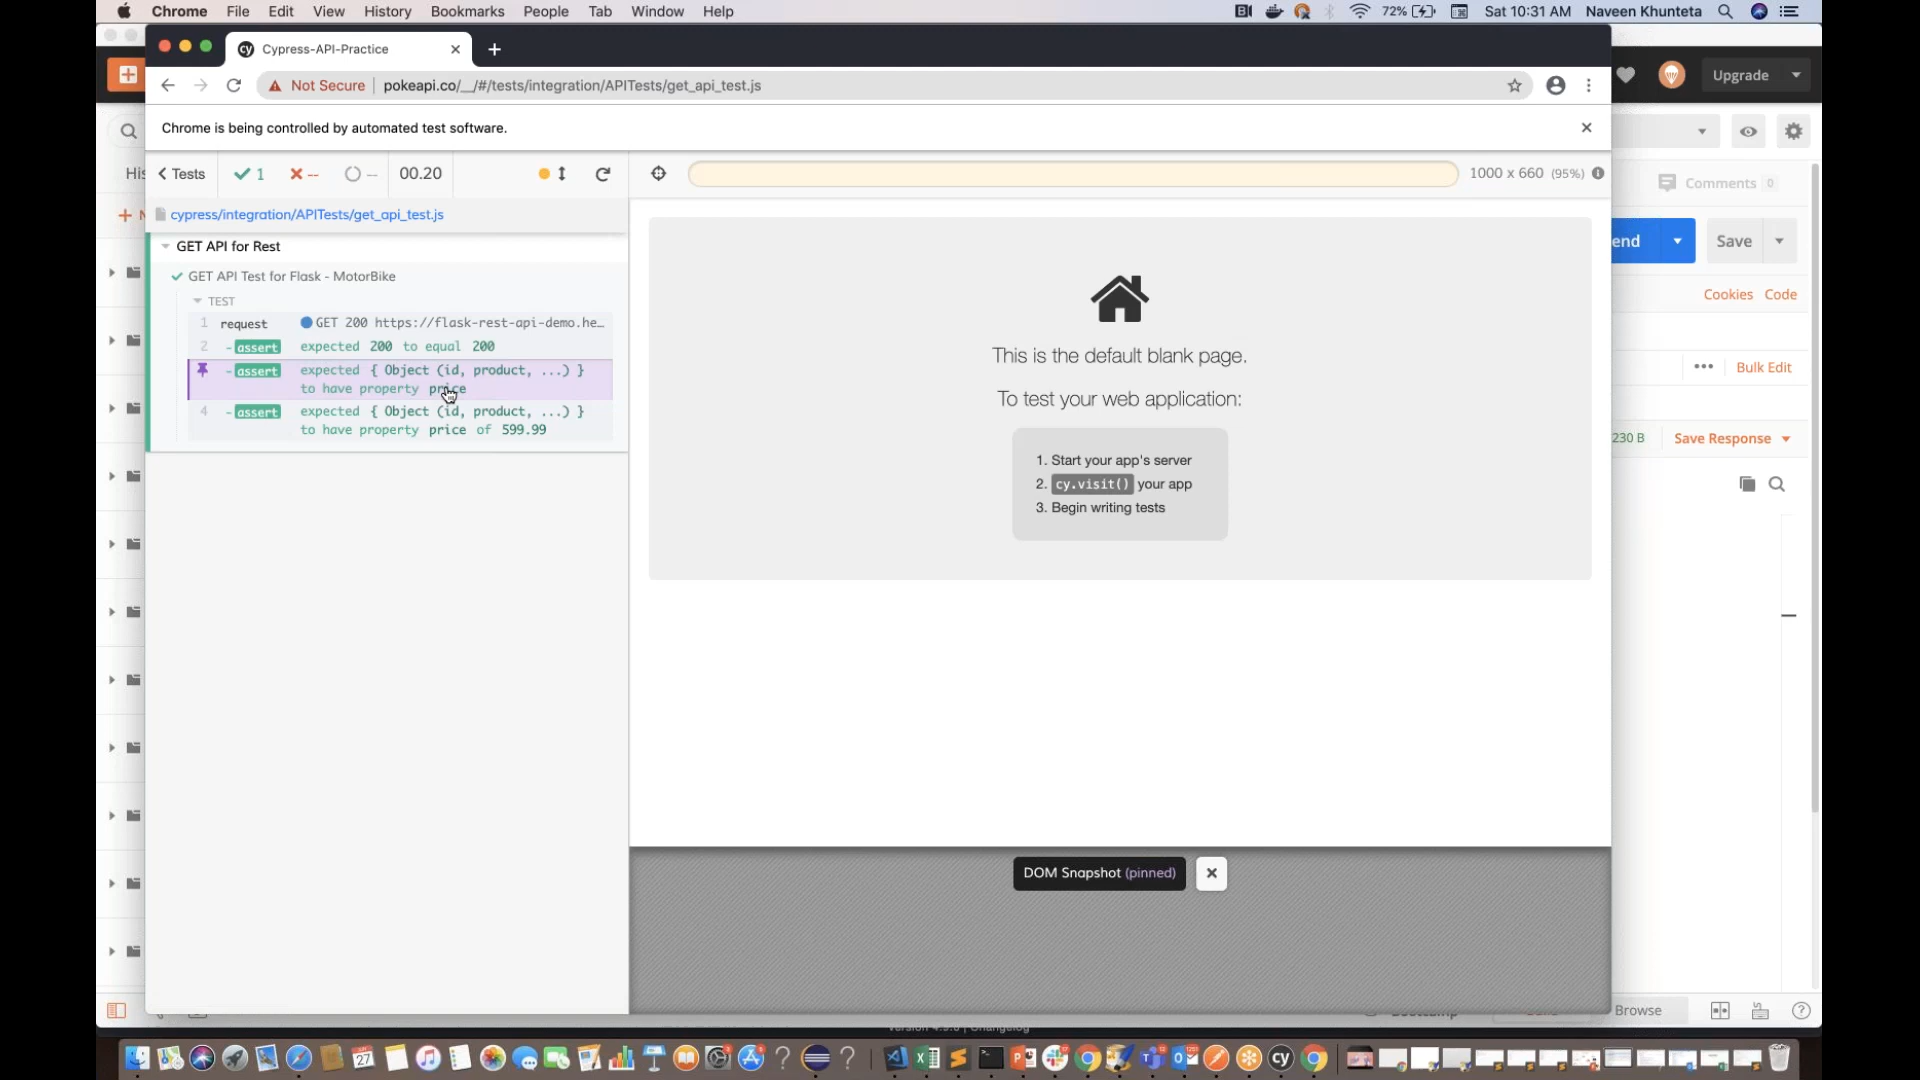 Chrome File Edit View History Bookmarks People Tab Window Help 72% Sat 10:31 AM Naveen Khunteta
Cypress-API-Practice
Not Secure pokeapi.co/__/#/tests/integration/APITests/get_api_test.js
Upgrade
Chrome is being controlled by automated test software.
His
Tests 1 -- -- 00.20
1000 x 660 (95%)
Comments 0
cypress/integration/APITests/get_api_test.js
end Save
GET API for Rest
GET API Test for Flask - MotorBike
Cookies Code
TEST
1 request GET 200 https://flask-rest-api-demo.he…
2 -assert expected 200 to equal 200
-assert expected { Object (id, product, ...) }
to have property price
4 -assert expected { Object (id, product, ...) }
to have property price of 599.99
This is the default blank page.
To test your web application:
1. Start your app's server
2. cy.visit() your app
3. Begin writing tests
Bulk Edit
230 B Save Response
DOM Snapshot (pinned)
Browse
27
cy